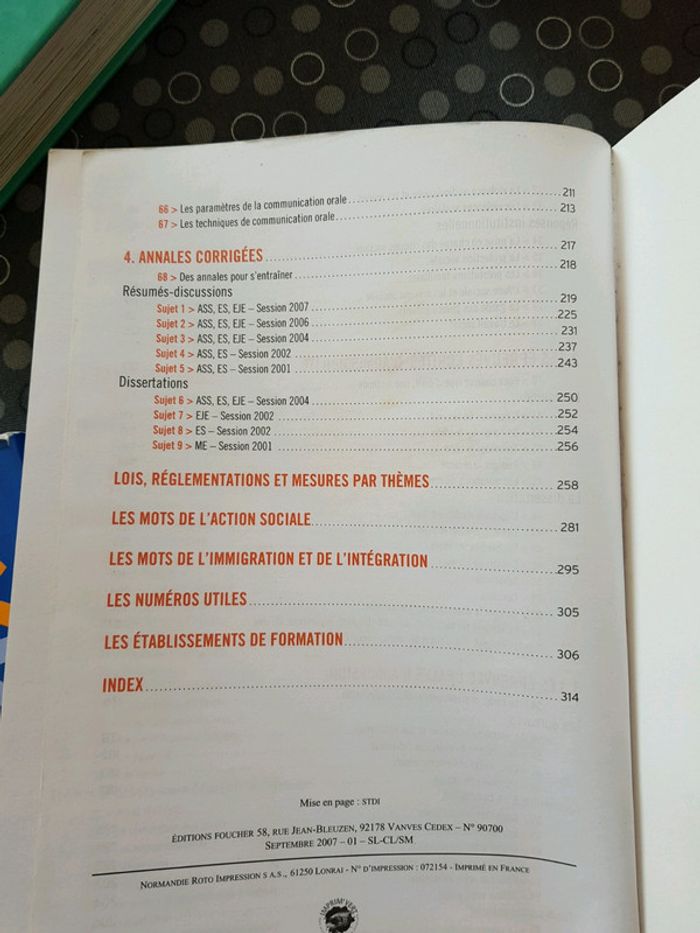 66 > Les paramètres de la communication orale 211
67 > Les techniques de communication orale 213
4. ANNALES CORRIGÉES 217
68 > Des annales pour s'entraîner 218
Résumés-discussions
Sujet 1 > ASS, ES, EJE – Session 2007 219
Sujet 2 > ASS, ES, EJE – Session 2006 225
Sujet 3 > ASS, ES, EJE – Session 2004 231
Sujet 4 > ASS, ES – Session 2002 237
Sujet 5 > ASS, ES – Session 2001 243
Dissertations
Sujet 6 > ASS, ES, EJE – Session 2004 250
Sujet 7 > EJE – Session 2002 252
Sujet 8 > ES – Session 2002 254
Sujet 9 > ME – Session 2001 256
LOIS, RÉGLEMENTATIONS ET MESURES PAR THÈMES 258
LES MOTS DE L'ACTION SOCIALE 281
LES MOTS DE L'IMMIGRATION ET DE L'INTÉGRATION 295
LES NUMÉROS UTILES 305
LES ÉTABLISSEMENTS DE FORMATION 306
INDEX 314
Mise en page : STDI
ÉDITIONS FOUCHER 58, RUE JEAN-BLEUZEN, 92178 VANVES CEDEX – N° 90700
SEPTEMBRE 2007 – 01 – SL-CL/SM
NORMANDIE ROTO IMPRESSION S A.S., 61250 LONRAI - N° D'IMPRESSION : 072154 - IMPRIMÉ EN FRANCE
IMPRIM'VERT